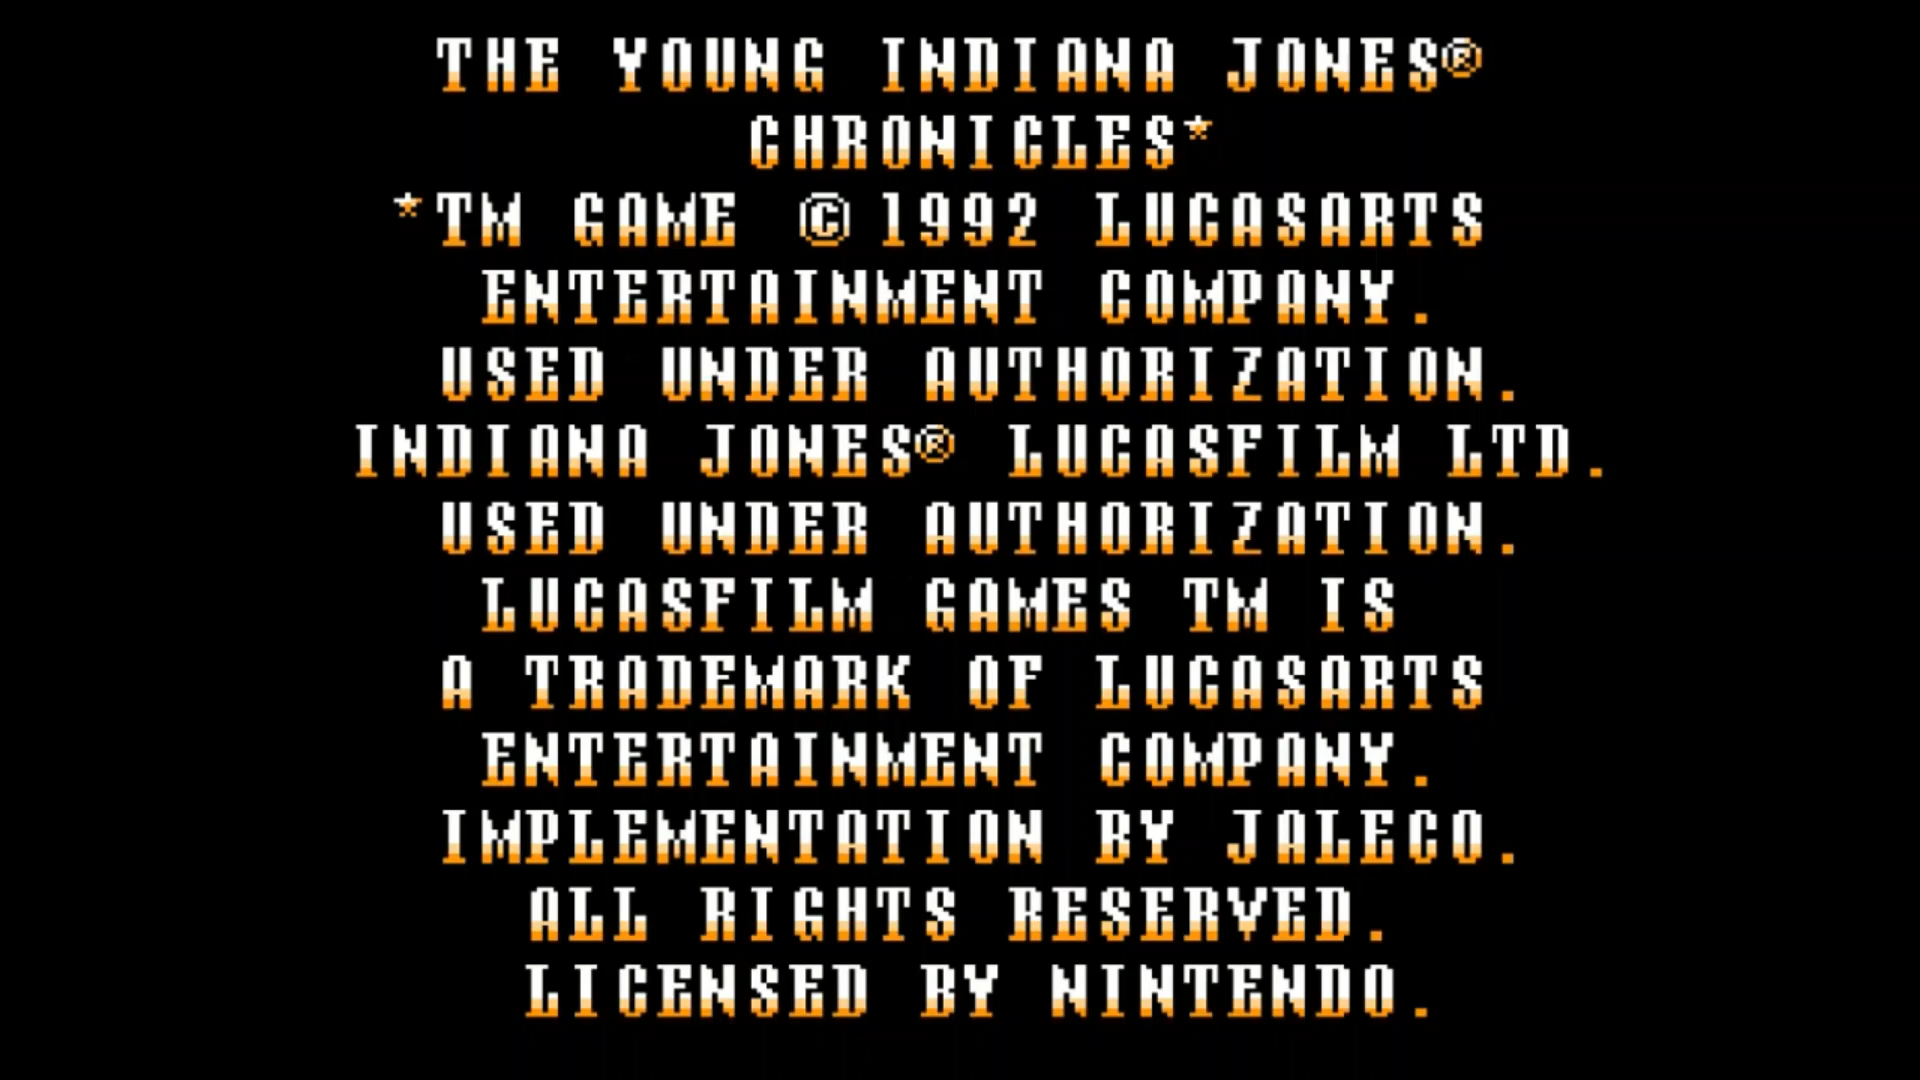 THE YOUNG INDIANA JONES®
CHRONICLES*
*TM GAME ©1992 LUCASARTS
ENTERTAINMENT COMPANY.
USED UNDER AUTHORIZATION.
INDIANA JONES® LUCASFILM LTD.
USED UNDER AUTHORIZATION.
LUCASFILM GAMES TM IS
A TRADEMARK OF LUCASARTS
ENTERTAINMENT COMPANY.
IMPLEMENTATION BY JALECO.
ALL RIGHTS RESERVED.
LICENSED BY NINTENDO.